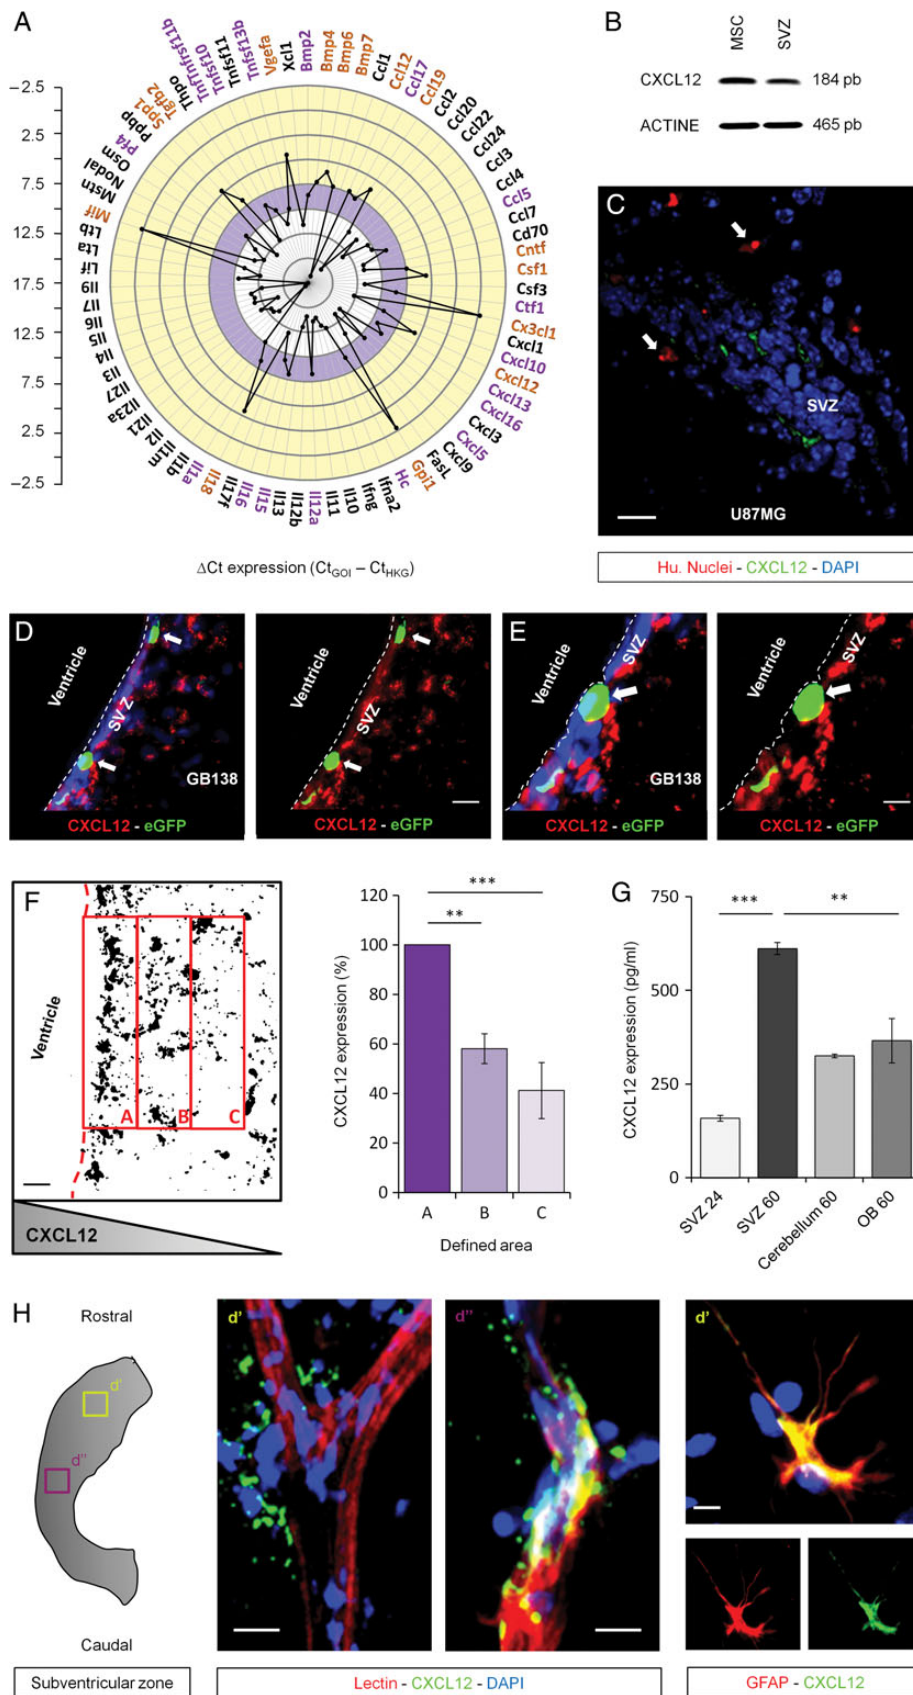 A
Tnfrsf11b
Tnfsf10
Tnfsf11
Tnfsf13b
Vgefa
Xcl1
Bmp2
Bmp4
Bmp6
Bmp7
Ccl1
Ccl12
Ccl17
Ccl19
Ccl2
Ccl20
Ccl22
Ccl24
Ccl3
Ccl4
Ccl5
Ccl7
Cd70
Cntf
Csf1
Csf3
Ctf1
Cx3cl1
Cxcl1
Cxcl10
Cxcl12
Cxcl13
Cxcl16
Cxcl3
Cxcl5
Cxcl9
FasL
Gpi1
Hc
Ifna2
Ifng
Il10
Il11
Il12a
Il12b
Il13
Il15
Il16
Il17f
Il18
Il1a
Il1b
Il1rn
Il2
Il21
Il23a
Il27
Il3
Il4
Il5
Il6
Il7
Il9
Lif
Lta
Ltb
Mif
Mstn
Nodal
Osm
Pf4
Ppbp
Spp1
Tgfb2
Thpo
Tnf
−2.5
2.5
7.5
12.5
17.5
12.5
7.5
2.5
−2.5
ΔCt expression (CtGOI – CtHKG)
B
MSC
SVZ
CXCL12
184 pb
ACTINE
465 pb
C
SVZ
U87MG
Hu. Nuclei - CXCL12 - DAPI
D
Ventricle
SVZ
GB138
CXCL12 - eGFP
Ventricle
SVZ
CXCL12 - eGFP
E
Ventricle
SVZ
GB138
CXCL12 - eGFP
Ventricle
SVZ
CXCL12 - eGFP
F
Ventricle
A
B
C
CXCL12
CXCL12 expression (%)
120
100
80
60
40
20
0
***
**
A
B
C
Defined area
G
CXCL12 expression (pg/ml)
750
500
250
0
***
**
SVZ 24
SVZ 60
Cerebellum 60
OB 60
H
Rostral
d'
d''
Caudal
Subventricular zone
d'
d''
Lectin - CXCL12 - DAPI
d'
GFAP - CXCL12